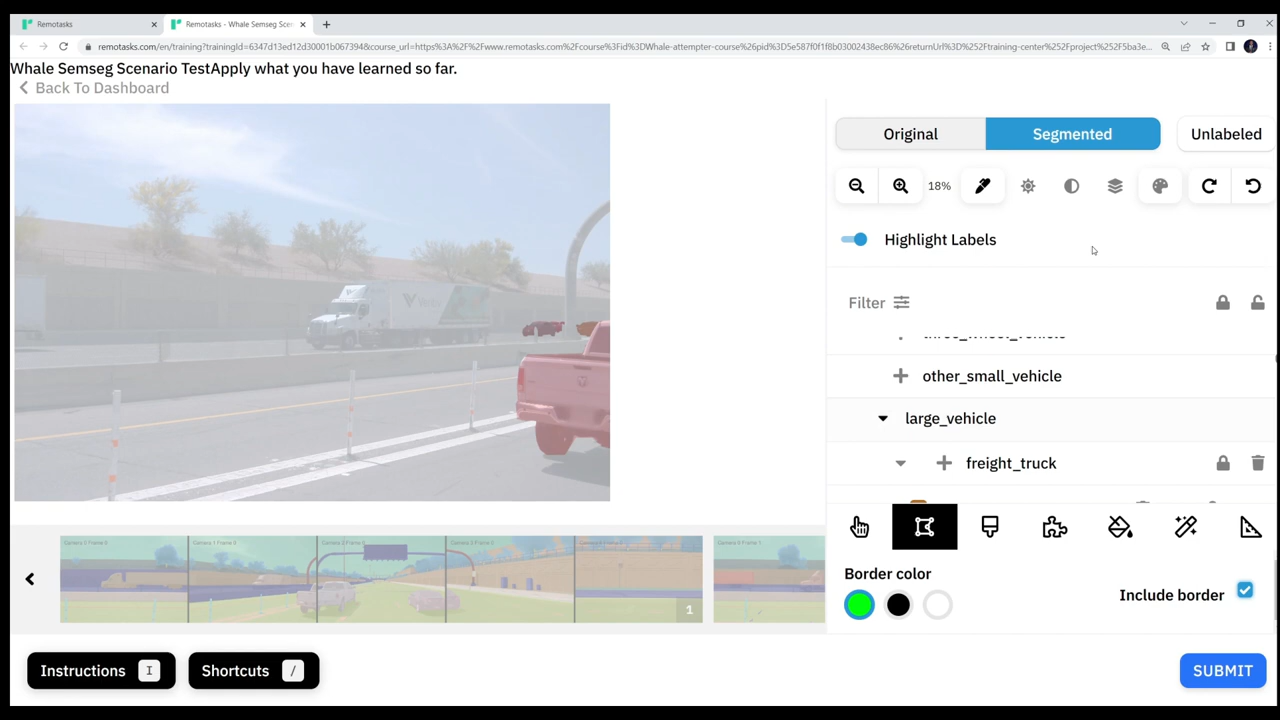 Remotasks
Remotasks - Whale Semseg Scen
remotasks.com/en/training?trainingId=6347d13ed12d30001b067394&course_url=https%3A%2F%2Fwww.remotasks.com%2Fcourse%3Fid%3DWhale-attempter-course%26pid%3D5e587f0f1f8b03002438ec86%26returnUrl%3D%252Ftraining-center%252Fproject%252F5ba3e...
Whale Semseg Scenario TestApply what you have learned so far.
Back To Dashboard
Original
Segmented
Unlabeled
18%
Highlight Labels
Filter
three_wheel_vehicle
other_small_vehicle
large_vehicle
freight_truck
Border color
Include border
1
Instructions I
Shortcuts /
SUBMIT